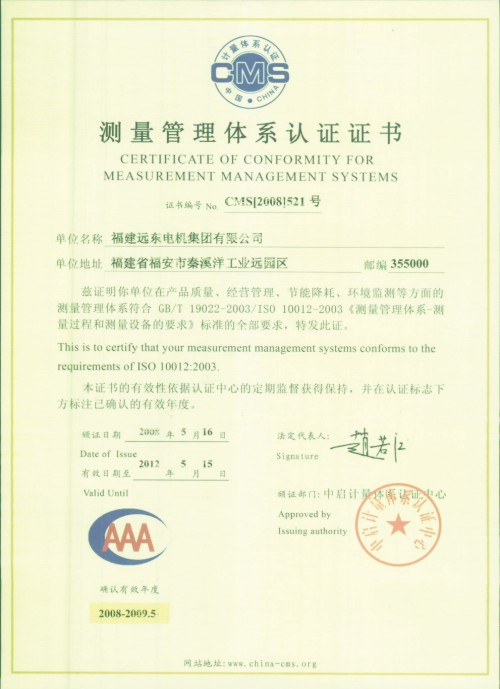 计量体系认证
CMS
中国 • CHINA
测量管理体系认证证书
CERTIFICATE OF CONFORMITY FOR
MEASUREMENT MANAGEMENT SYSTEMS
证书编号 No. CMS[2008]521 号
单位名称 福建远东电机集团有限公司
单位地址 福建省福安市秦溪洋工业远园区 邮编 355000
兹证明你单位在产品质量、经营管理、节能降耗、环境监测等方面的
测量管理体系符合 GB/T 19022-2003/ISO 10012-2003《测量管理体系-测
量过程和测量设备的要求》标准的全部要求，特发此证。
This is to certify that your measurement management systems conforms to the
requirements of ISO 10012:2003.
本证书的有效性依据认证中心的定期监督获得保持，并在认证标志下
方标注已确认的有效年度。
颁证日期 2008 年 5 月 16 日
Date of Issue
有效日期至 2012 年 5 月 15 日
Valid Until
法定代表人:
Signature
颁证部门: 中启计量体系认证中心
Approved by
Issuing authority
中启计量体系认证中心
AAA
确认有效年度
2008-2009.5
网站地址:www.china-cms.org